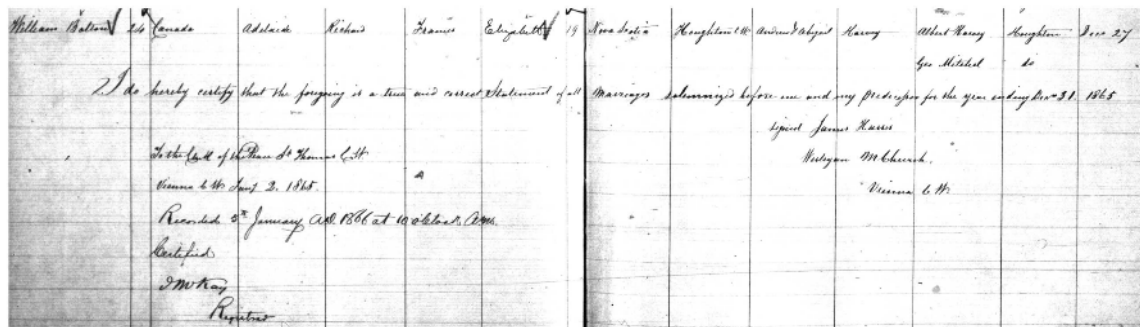 William Balson 24 Canada Adelaide Richard Frances Elizabeth 19 Nova Scotia Houghton C.W. Andrew & Abigail Harvey Albert Harvey Houghton Dec 27
Geo Mitchel do
I do hereby certify that the foregoing is a true and correct Statement of all Marriages solemnized before me and my Predecessor for the year ending Dec 31 1865
signed James Harris
Wesleyan M Church.
Vienna C W.
To the Clerk of the Peace St Thomas C.W
Vienna C W. Jany 2. 1865.
Recorded 5th January A.D. 1866 at 10 o'Clock A.M.
Certified
J McKay
Registrar